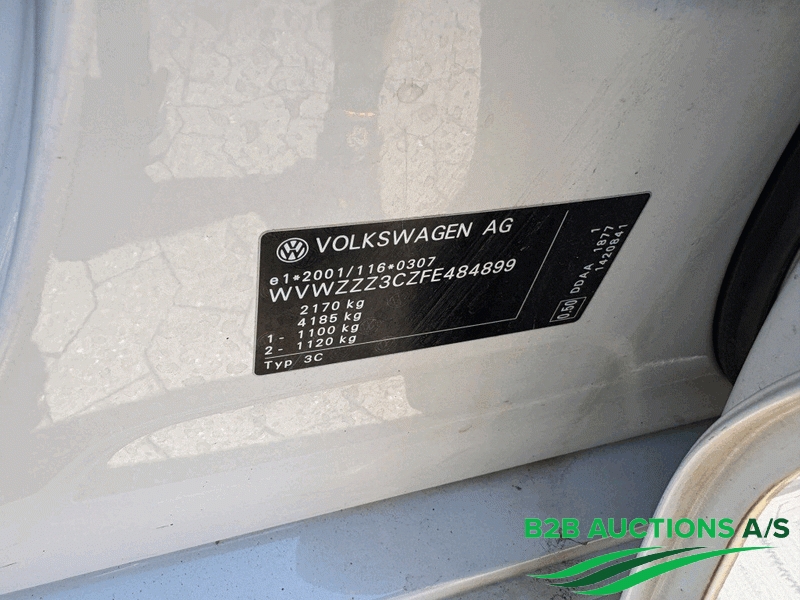 VOLKSWAGEN AG
e1*2001/116*0307
WVWZZZ3CZFE484899
2170 kg
4185 kg
1- 1100 kg
2- 1120 kg
Typ 3C
0.50
DDAA 1877 1
1420841
B2B AUCTIONS A/S